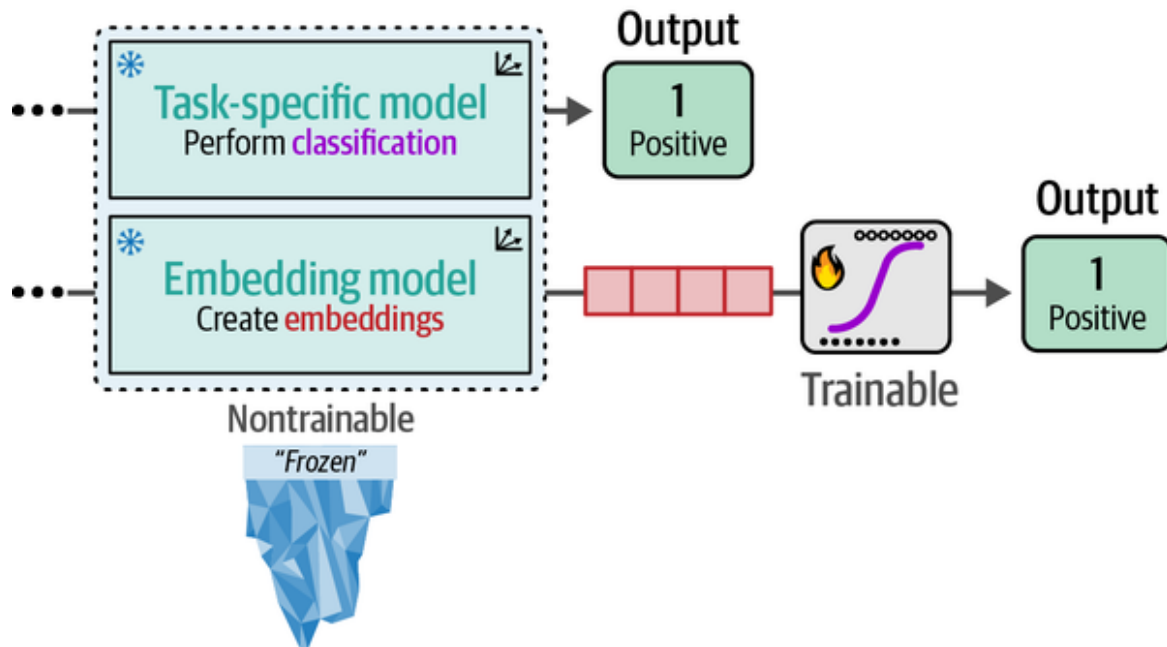 Output
Task-specific model
Perform classification
1
Positive
Output
Embedding model
Create embeddings
1
Positive
Nontrainable
Trainable
“Frozen”